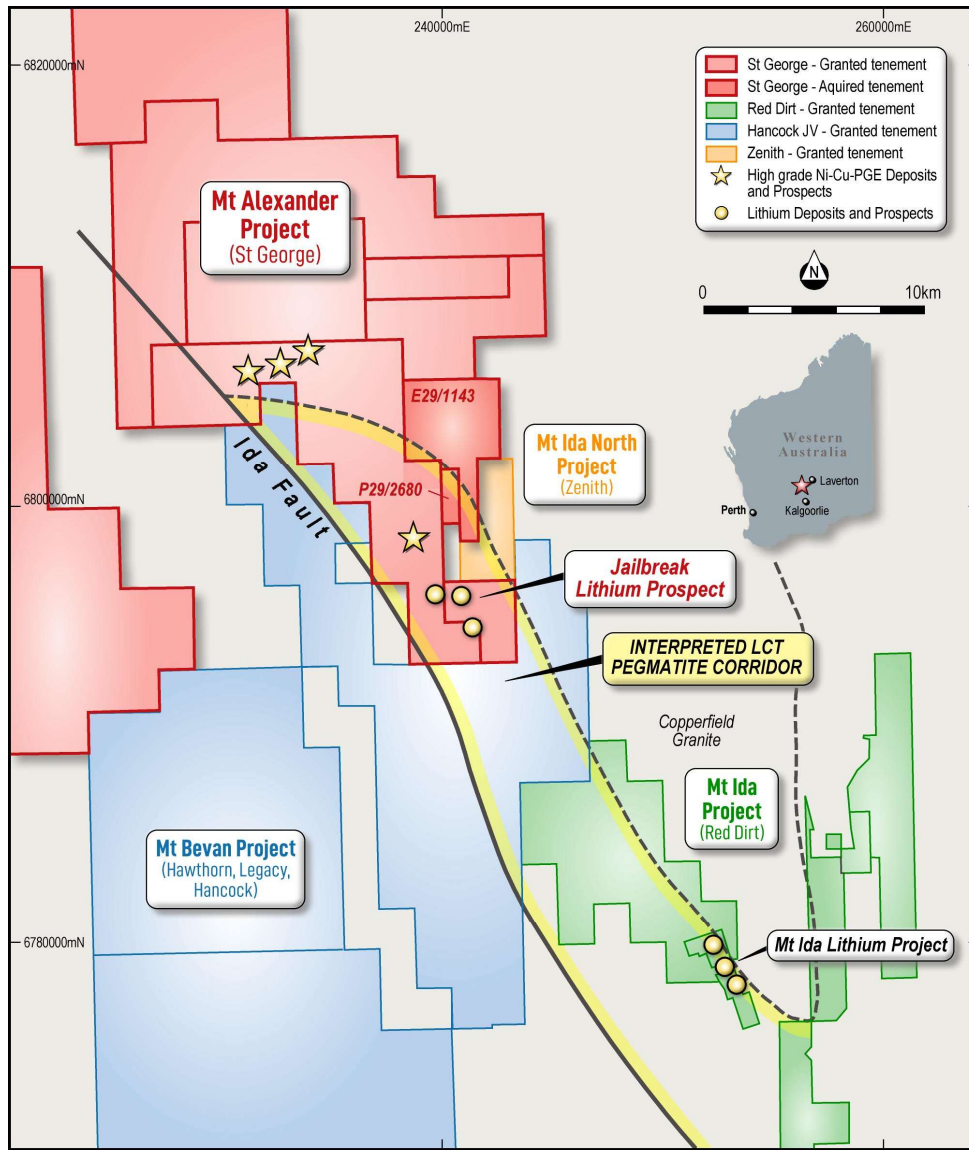 240000mE
260000mE
6820000mN
St George - Granted tenement
St George - Aquired tenement
Red Dirt - Granted tenement
Hancock JV - Granted tenement
Zenith - Granted tenement
High grade Ni-Cu-PGE Deposits
and Prospects
Lithium Deposits and Prospects
N
0
10km
Mt Alexander
Project
(St George)
E29/1143
Western
Australia
Laverton
Perth
Kalgoorlie
Mt Ida North
Project
(Zenith)
Ida Fault
P29/2680
6800000mN
Jailbreak
Lithium Prospect
INTERPRETED LCT
PEGMATITE CORRIDOR
Copperfield
Granite
Mt Ida
Project
(Red Dirt)
Mt Bevan Project
(Hawthorn, Legacy,
Hancock)
6780000mN
Mt Ida Lithium Project